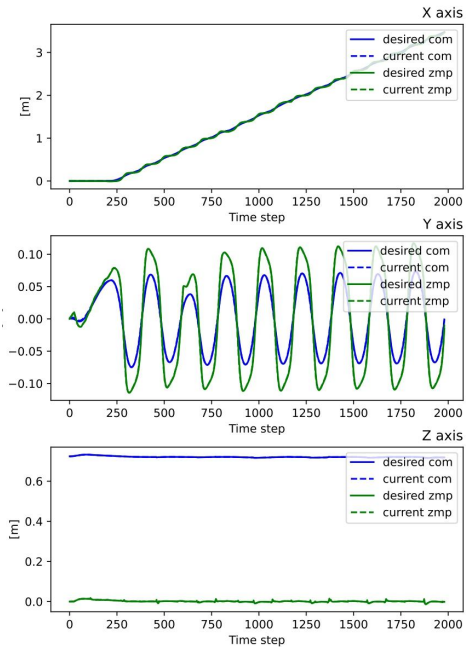 X axis
3
2
1
0
[m]
desired com
current com
desired zmp
current zmp
0 250 500 750 1000 1250 1500 1750 2000
Time step
Y axis
0.10
0.05
0.00
−0.05
−0.10
desired com
current com
desired zmp
current zmp
0 250 500 750 1000 1250 1500 1750 2000
Time step
Z axis
0.6
0.4
0.2
0.0
[m]
desired com
current com
desired zmp
current zmp
0 250 500 750 1000 1250 1500 1750 2000
Time step